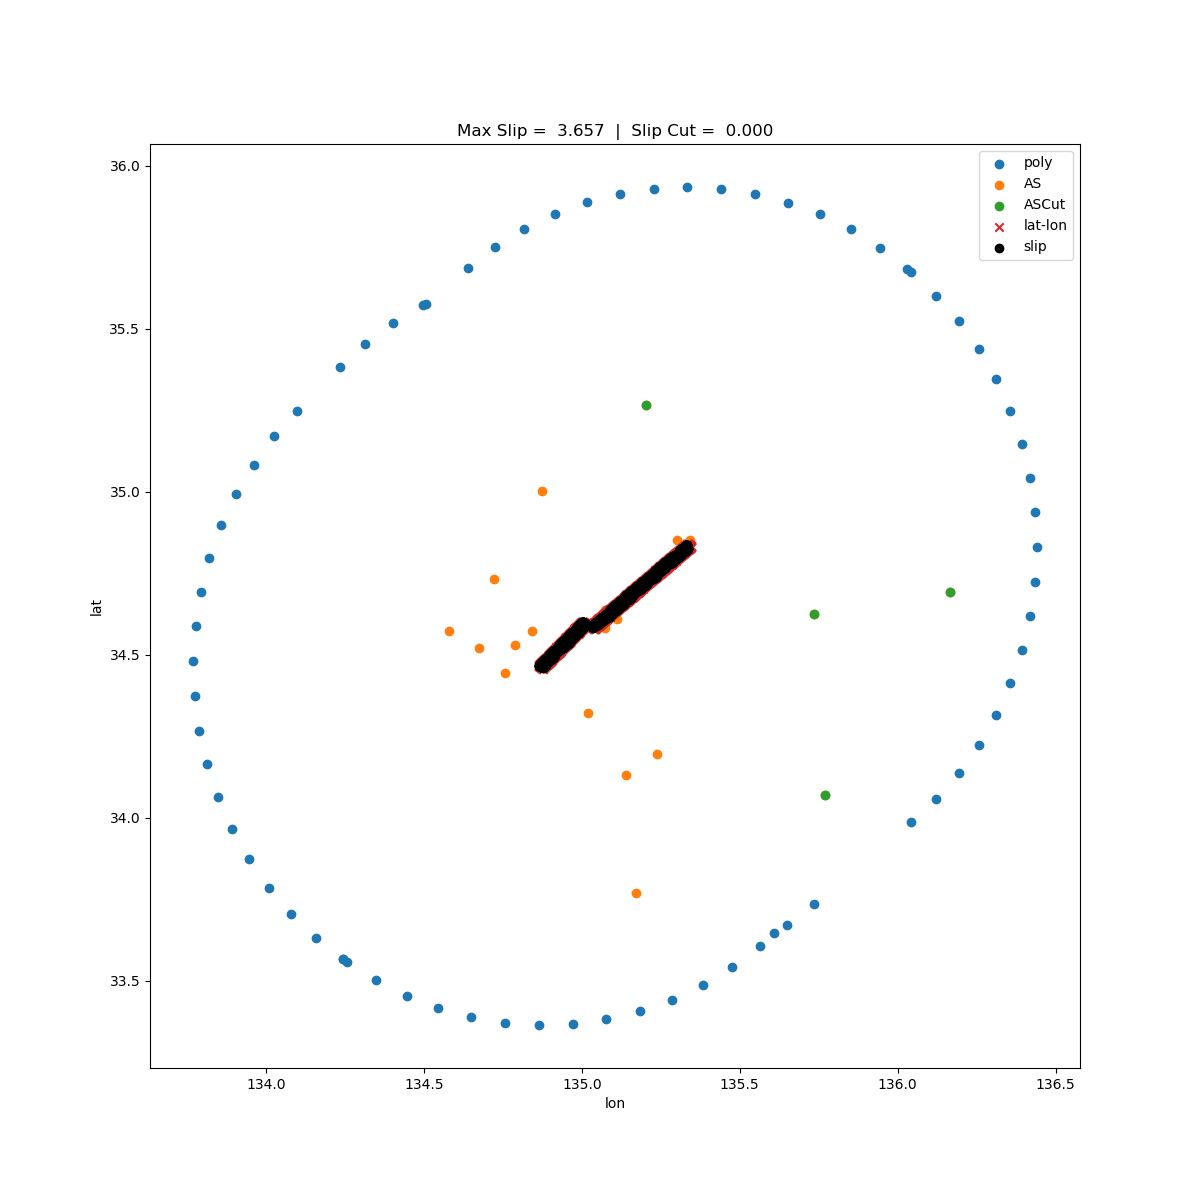 Max Slip =  3.657  |  Slip Cut =  0.000
poly
AS
ASCut
lat-lon
slip
36.0
35.5
35.0
34.5
34.0
33.5
lat
134.0 134.5 135.0 135.5 136.0 136.5
lon